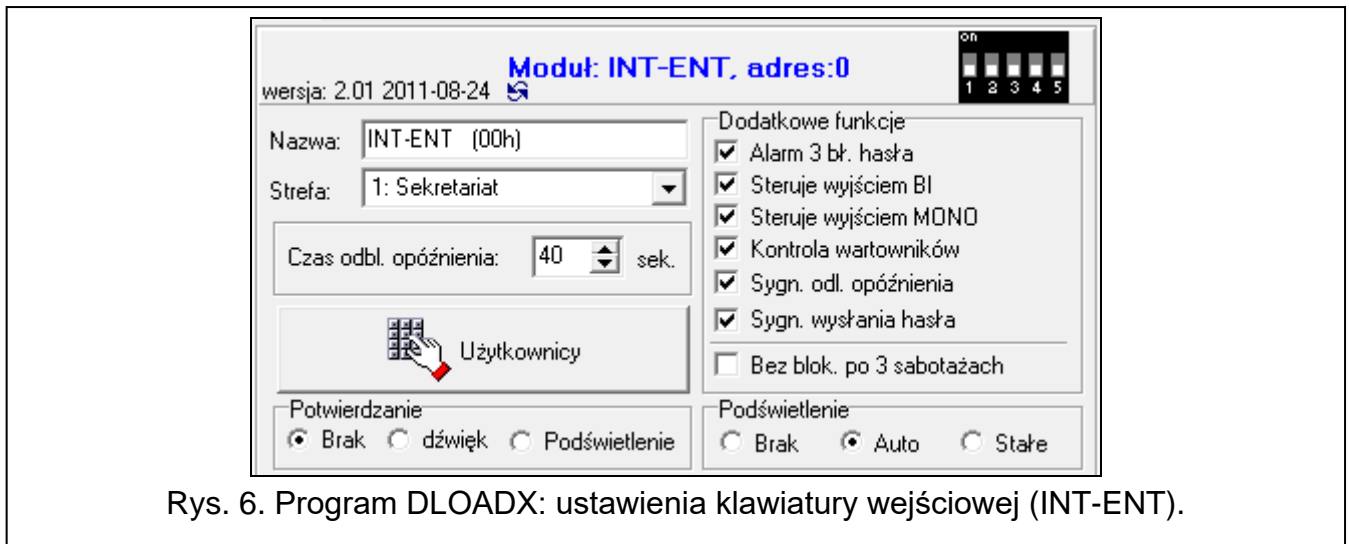 Moduł: INT-ENT, adres:0
wersja: 2.01 2011-08-24
on
1 2 3 4 5
Nazwa: INT-ENT (00h)
Strefa: 1: Sekretariat
Czas odbl. opóźnienia: 40 sek.
Użytkownicy
Potwierdzanie
Brak dźwięk Podświetlenie
Dodatkowe funkcje
Alarm 3 bł. hasła
Steruje wyjściem BI
Steruje wyjściem MONO
Kontrola wartowników
Sygn. odl. opóźnienia
Sygn. wysłania hasła
Bez blok. po 3 sabotażach
Podświetlenie
Brak Auto Stałe
Rys. 6. Program DLOADX: ustawienia klawiatury wejściowej (INT-ENT).